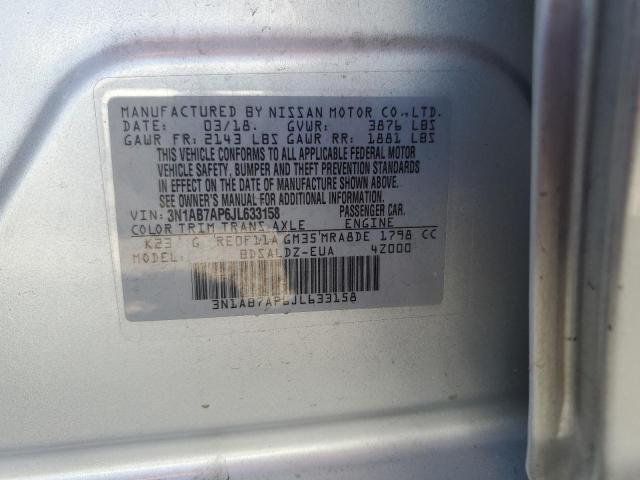 MANUFACTURED BY NISSAN MOTOR CO.,LTD.
DATE: 03/18. GVWR: 3876 LBS
GAWR FR: 2143 LBS GAWR RR: 1881 LBS
THIS VEHICLE CONFORMS TO ALL APPLICABLE FEDERAL MOTOR
VEHICLE SAFETY, BUMPER AND THEFT PREVENTION STANDARDS
IN EFFECT ON THE DATE OF MANUFACTURE SHOWN ABOVE.
SEE OWNER'S MANUAL FOR ADDITIONAL INFORMATION.
VIN: 3N1AB7AP6JL633158 PASSENGER CAR.
COLOR TRIM TRANS AXLE ENGINE
K23 G RE0F11A GM35 MRA8DE 1798 CC
MODEL: BDSALDZ-EUA 4Z000
3N1AB7AP6JL633158